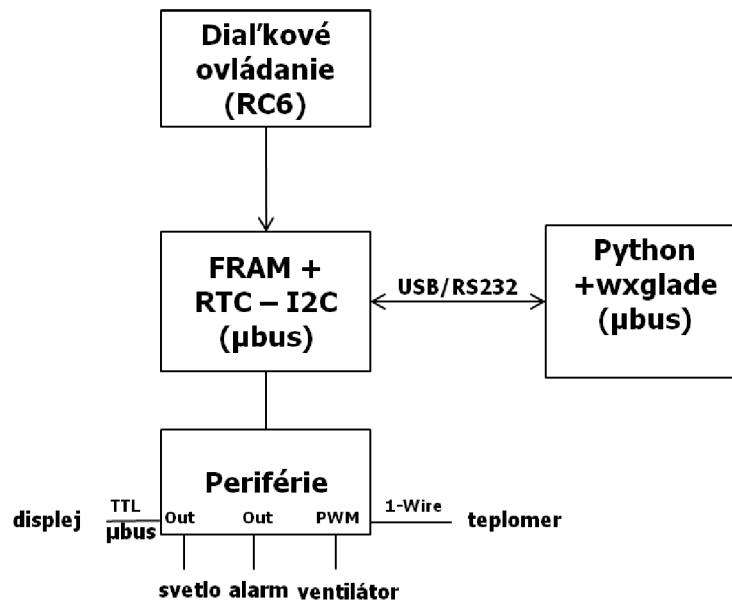 Diaľkové
ovládanie
(RC6)
FRAM +
RTC – I2C
(µbus)
USB/RS232
Python
+wxglade
(µbus)
Periférie
displej
TTL
µbus
Out
Out
PWM
1-Wire
teplomer
svetlo
alarm
ventilátor